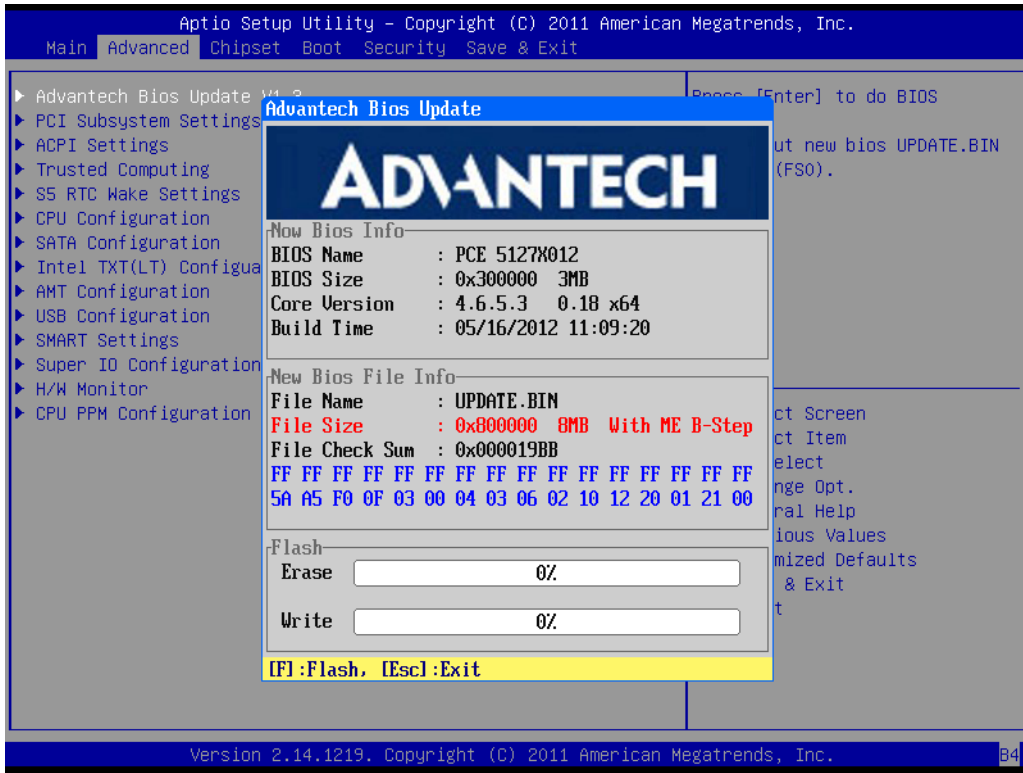 Aptio Setup Utility – Copyright (C) 2011 American Megatrends, Inc.
Main Advanced Chipset Boot Security Save & Exit
Advantech Bios Update V1.3
PCI Subsystem Settings
ACPI Settings
Trusted Computing
S5 RTC Wake Settings
CPU Configuration
SATA Configuration
Intel TXT(LT) Configua
AMT Configuration
USB Configuration
SMART Settings
Super IO Configuration
H/W Monitor
CPU PPM Configuration
Advantech Bios Update
ADVANTECH
Now Bios Info
BIOS Name : PCE 5127X012
BIOS Size : 0x300000 3MB
Core Version : 4.6.5.3 0.18 x64
Build Time : 05/16/2012 11:09:20
New Bios File Info
File Name : UPDATE.BIN
File Size : 0x800000 8MB With ME B-Step
File Check Sum : 0x000019BB
FF FF FF FF FF FF FF FF FF FF FF FF FF FF FF FF
5A A5 F0 0F 03 00 04 03 06 02 10 12 20 01 21 00
Flash
Erase 0%
Write 0%
[F]:Flash, [Esc]:Exit
Press [Enter] to do BIOS
ut new bios UPDATE.BIN
(FS0).
ct Screen
ct Item
elect
nge Opt.
ral Help
ious Values
mized Defaults
& Exit
t
Version 2.14.1219. Copyright (C) 2011 American Megatrends, Inc.
B4